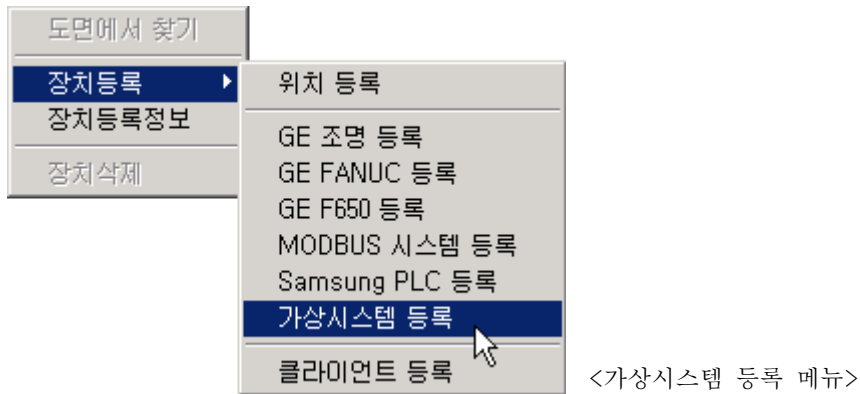 도면에서 찾기
장치등록
장치등록정보
장치삭제
위치 등록
GE 조명 등록
GE FANUC 등록
GE F650 등록
MODBUS 시스템 등록
Samsung PLC 등록
가상시스템 등록
클라이언트 등록
<가상시스템 등록 메뉴>